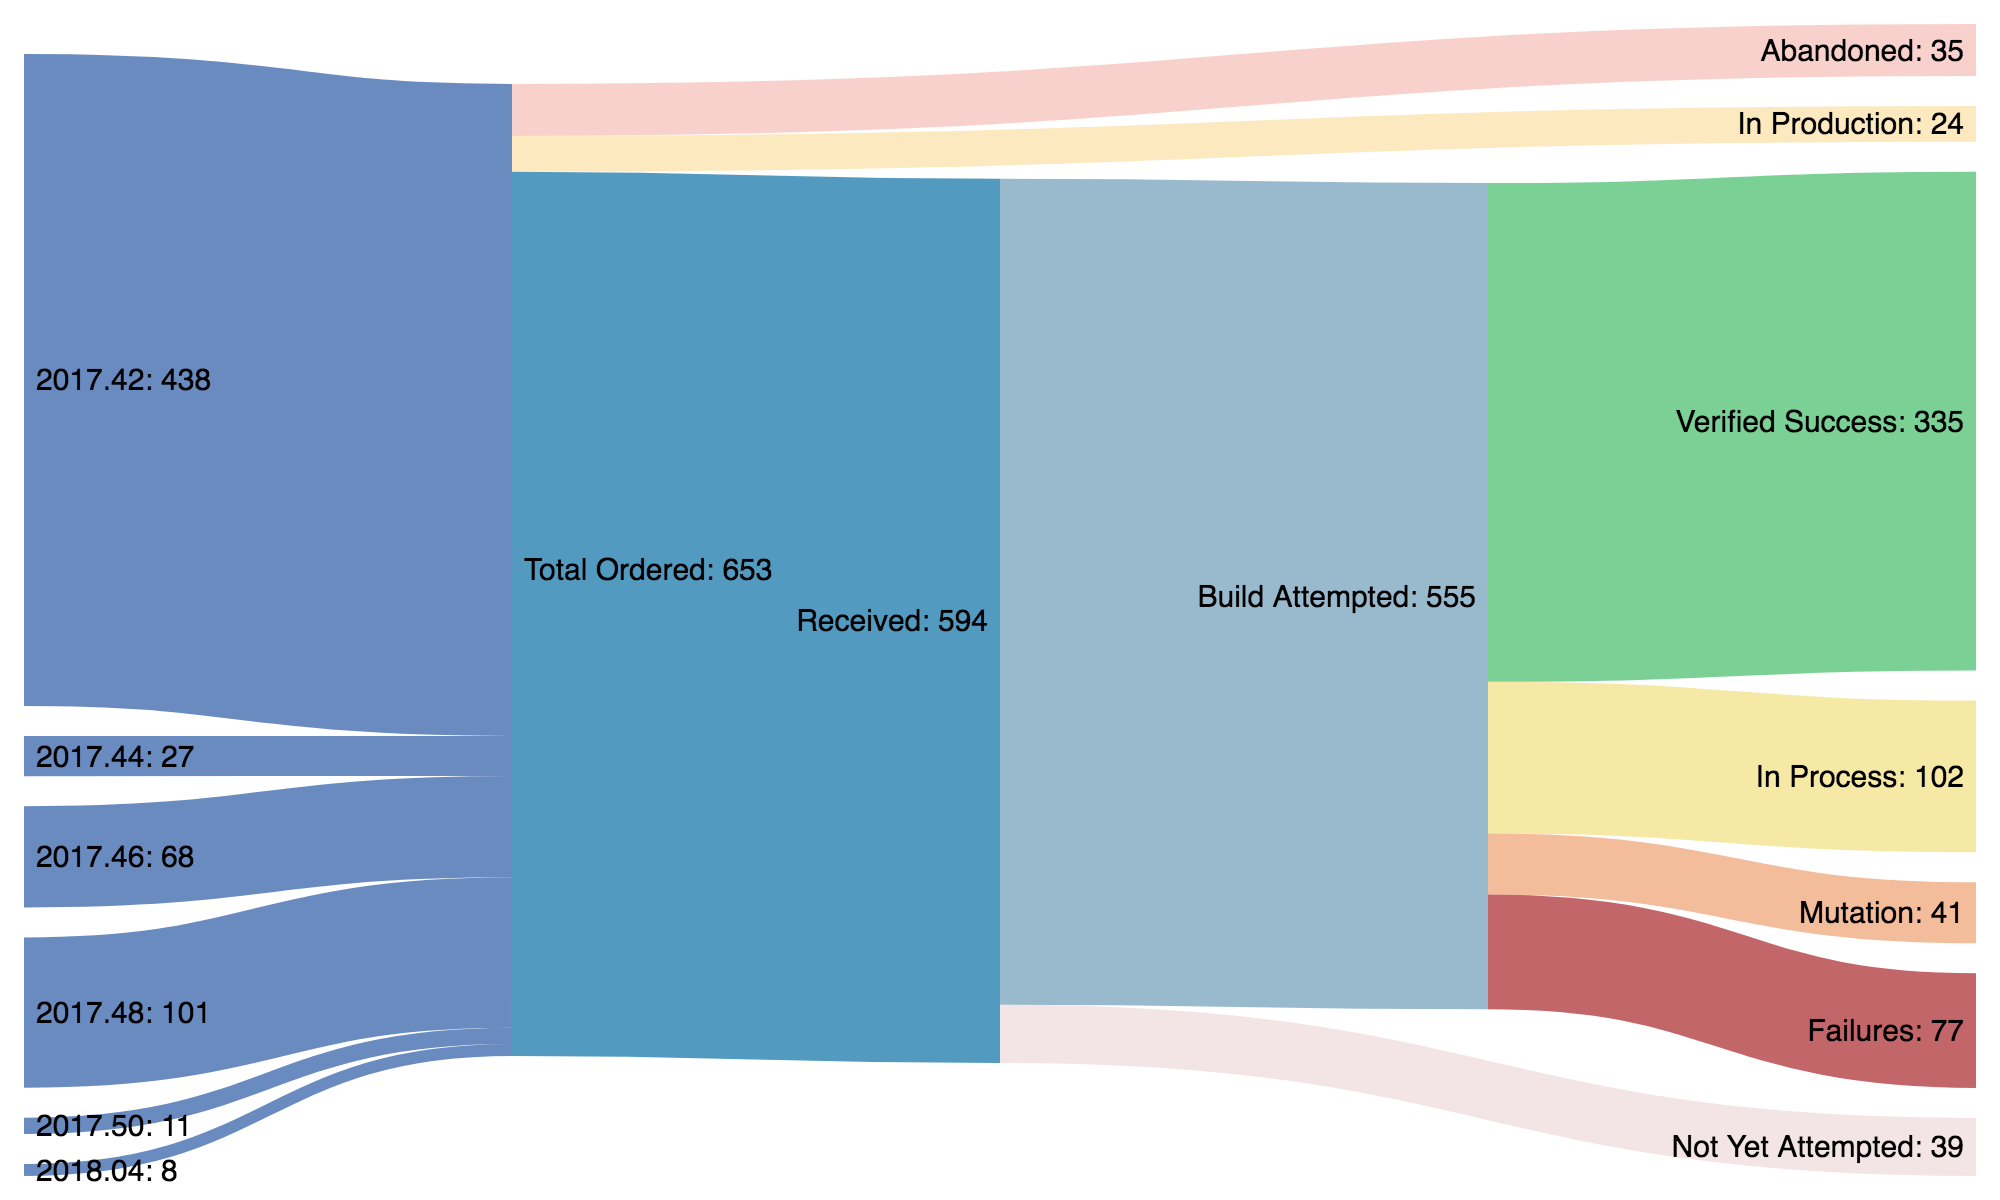 2017.42: 438
2017.44: 27
2017.46: 68
2017.48: 101
2017.50: 11
2018.04: 8
Total Ordered: 653
Received: 594
Build Attempted: 555
Abandoned: 35
In Production: 24
Verified Success: 335
In Process: 102
Mutation: 41
Failures: 77
Not Yet Attempted: 39